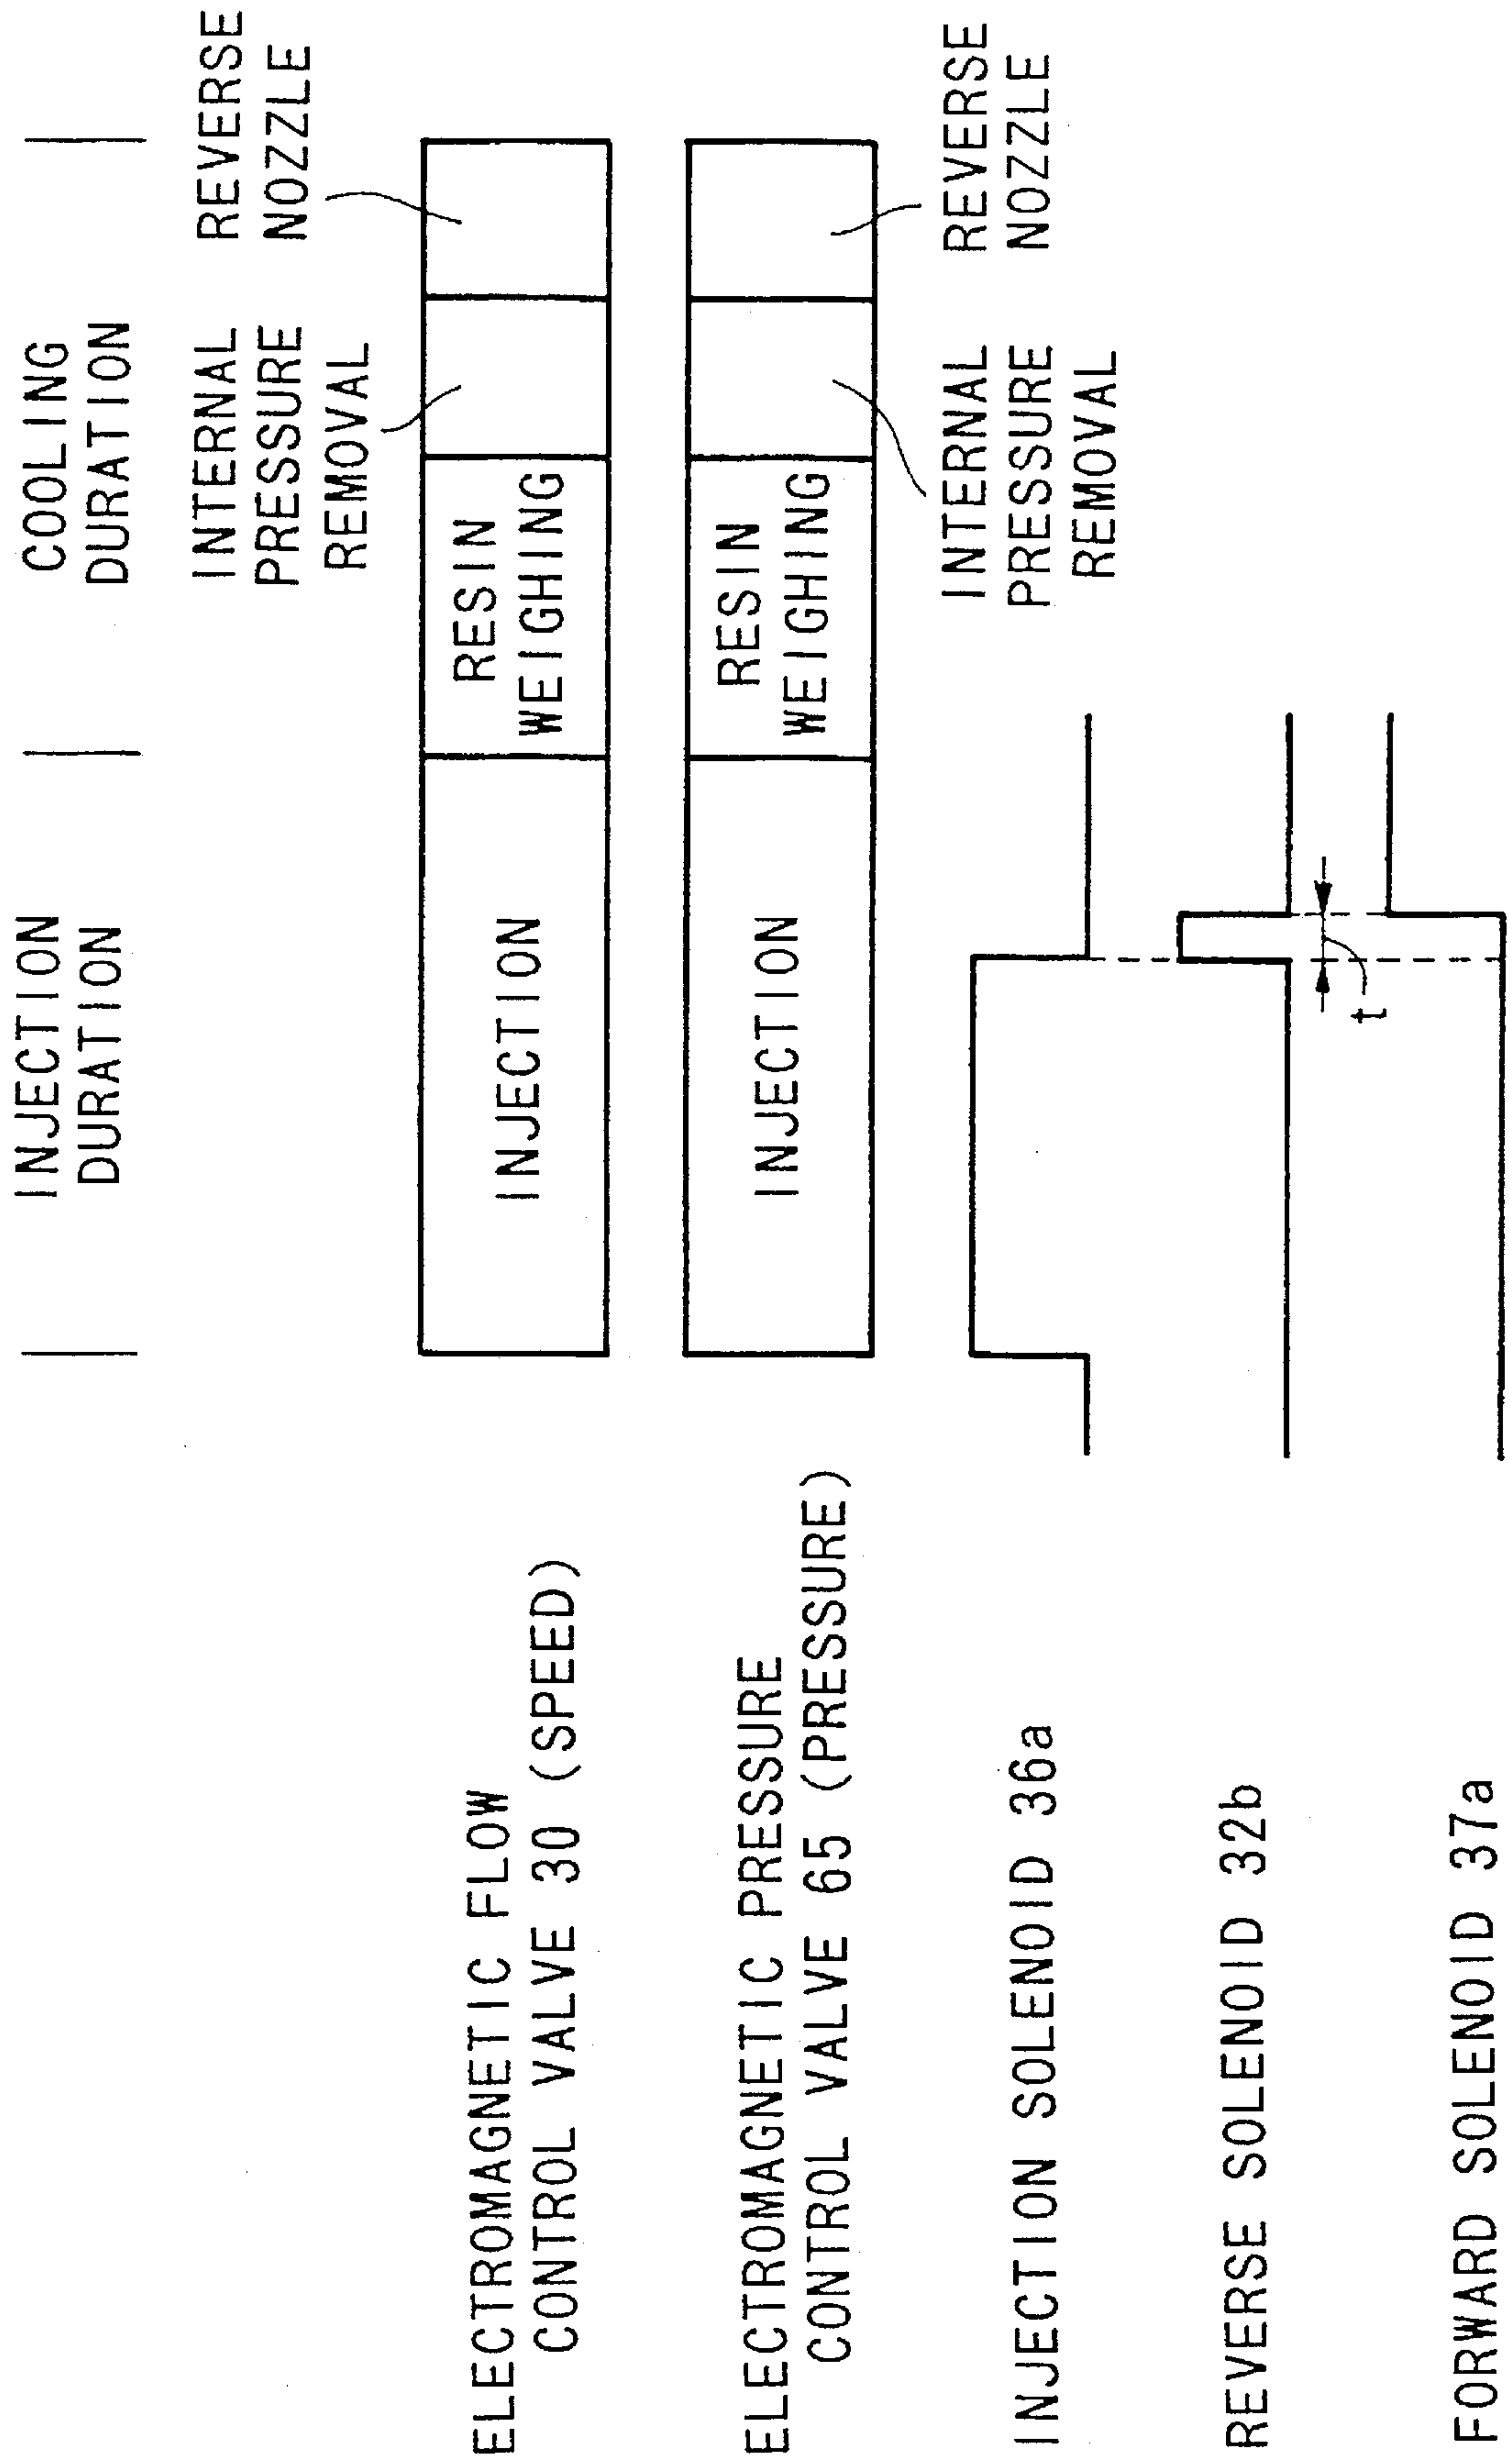 INJECTION
DURATION
COOLING
DURATION
INTERNAL
PRESSURE
REMOVAL
REVERSE
NOZZLE
ELECTROMAGNETIC FLOW
CONTROL VALVE 30 (SPEED)
INJECTION
RESIN
WEIGHING
ELECTROMAGNETIC PRESSURE
CONTROL VALVE 65 (PRESSURE)
INJECTION
RESIN
WEIGHING
INTERNAL
PRESSURE
REMOVAL
REVERSE
NOZZLE
INJECTION SOLENOID 36a
REVERSE SOLENOID 32b
t
FORWARD SOLENOID 37a